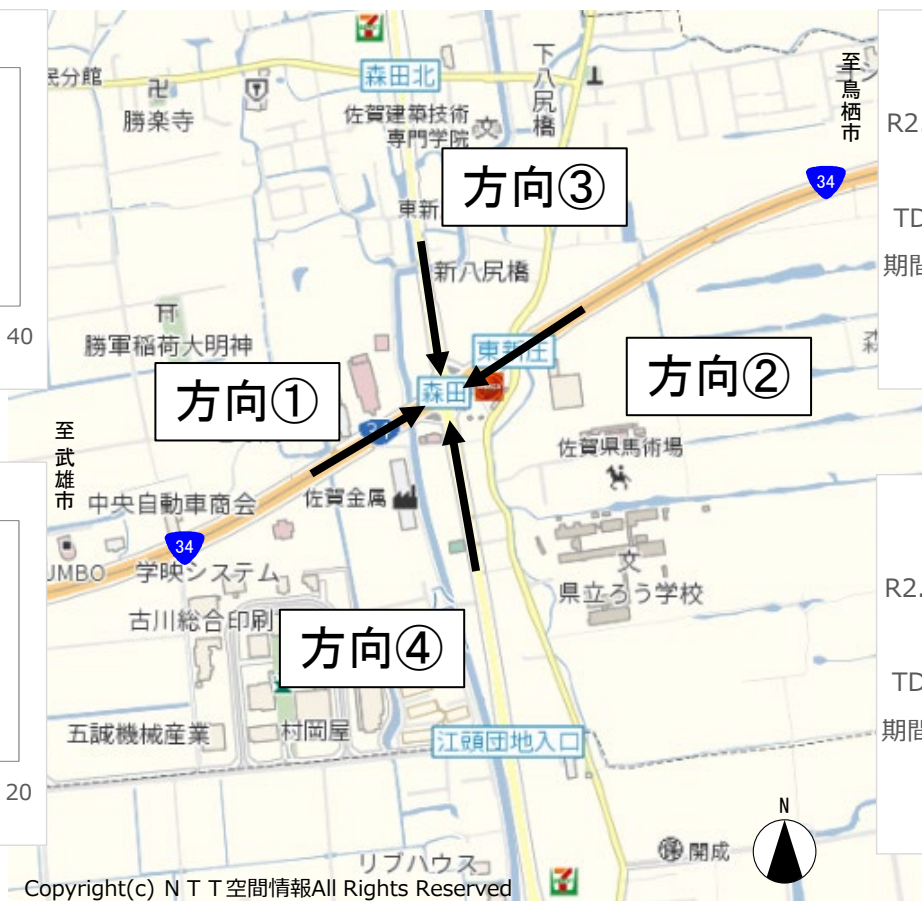 民分館
勝楽寺
森田北
下八尻橋
佐賀建築技術
専門学院
至鳥栖市
34
R2
方向③
東新
新八尻橋
TD
期間
40
勝軍稲荷大明神
東新庄
方向①
森田
方向②
至武雄市
佐賀県馬術場
中央自動車商会
佐賀金属
34
UMBO
学映システム
県立ろう学校
R2.
古川総合印刷
方向④
TD
期間
五誠機械産業
村岡屋
江頭団地入口
20
N
リブハウス
開成
Copyright(c) ＮＴＴ空間情報All Rights Reserved